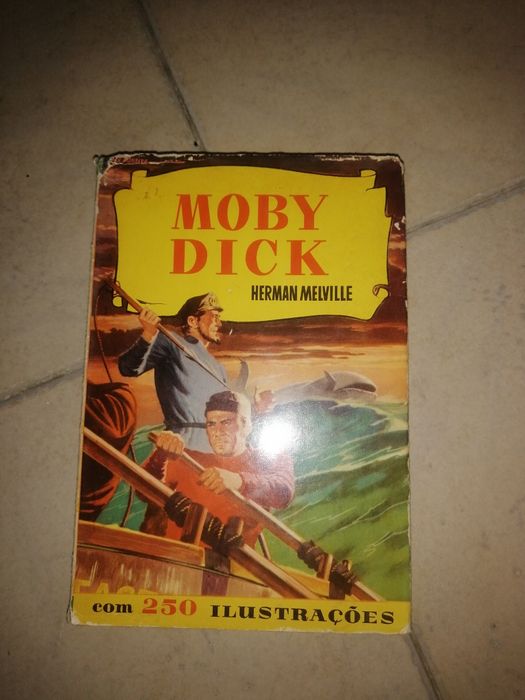 MOBY
DICK
HERMAN MELVILLE
com 250 ILUSTRAÇÕES